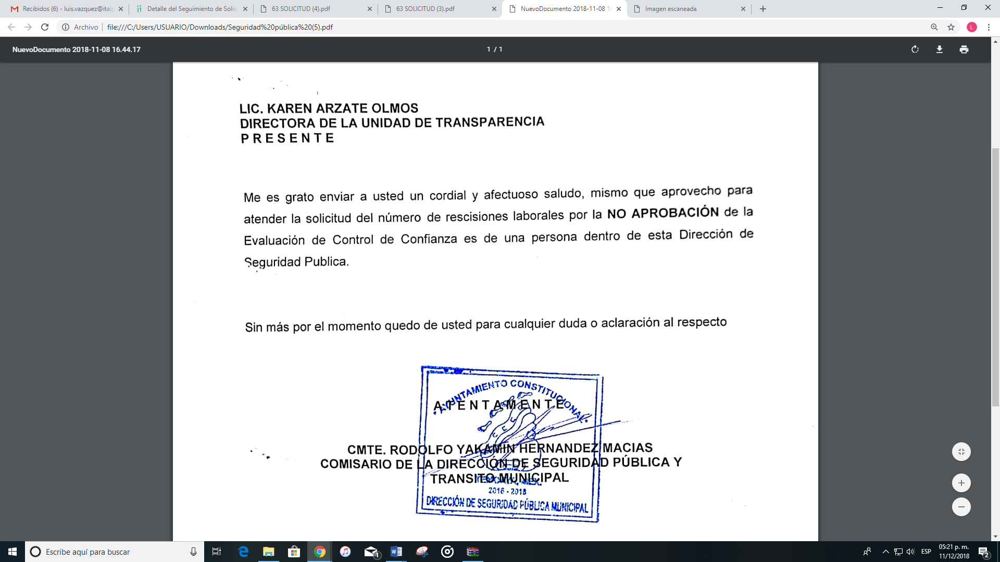 Recibidos (6) - luis.vazquez@itaip
Detalle del Seguimiento de Solici
63 SOLICITUD (4).pdf
63 SOLICITUD (3).pdf
NuevoDocumento 2018-11-08 1
Imagen escaneada
Archivo
file:///C:/Users/USUARIO/Downloads/Seguridad%20pública%20(5).pdf
L
NuevoDocumento 2018-11-08 16.44.17
1 / 1
LIC. KAREN ARZATE OLMOS
DIRECTORA DE LA UNIDAD DE TRANSPARENCIA
P R E S E N T E
Me es grato enviar a usted un cordial y afectuoso saludo, mismo que aprovecho para
atender la solicitud del número de rescisiones laborales por la NO APROBACIÓN de la
Evaluación de Control de Confianza es de una persona dentro de esta Dirección de
Seguridad Publica.
Sin más por el momento quedo de usted para cualquier duda o aclaración al respecto
AYUNTAMIENTO CONSTITUCIONAL
A T E N T A M E N T E
CMTE. RODOLFO YAKAMIN HERNANDEZ MACIAS
COMISARIO DE LA DIRECCIÓN DE SEGURIDAD PÚBLICA Y
TRANSITO MUNICIPAL
2016 - 2018
DIRECCIÓN DE SEGURIDAD PÚBLICA MUNICIPAL
Escribe aquí para buscar
1
ESP
05:21 p. m.
11/12/2018
2